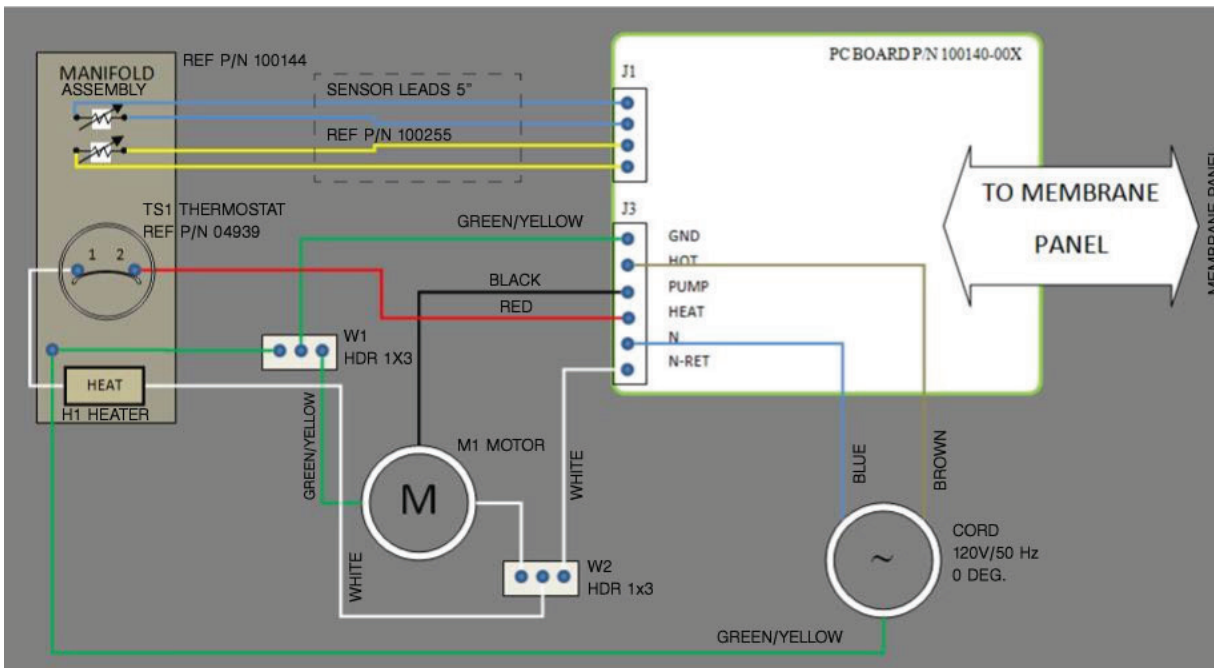 MANIFOLD
ASSEMBLY
REF P/N 100144
SENSOR LEADS 5"
REF P/N 100255
TS1 THERMOSTAT
REF P/N 04939
1 2
HEAT
H1 HEATER
W1
HDR 1X3
GREEN/YELLOW
BLACK
RED
GREEN/YELLOW
M1 MOTOR
M
WHITE
WHITE
W2
HDR 1x3
PC BOARD P/N 100140-00X
J1
J3
GND
HOT
PUMP
HEAT
N
N-RET
TO MEMBRANE
PANEL
MEMBRANE PANEL
BLUE
BROWN
~
CORD
120V/50 Hz
0 DEG.
GREEN/YELLOW